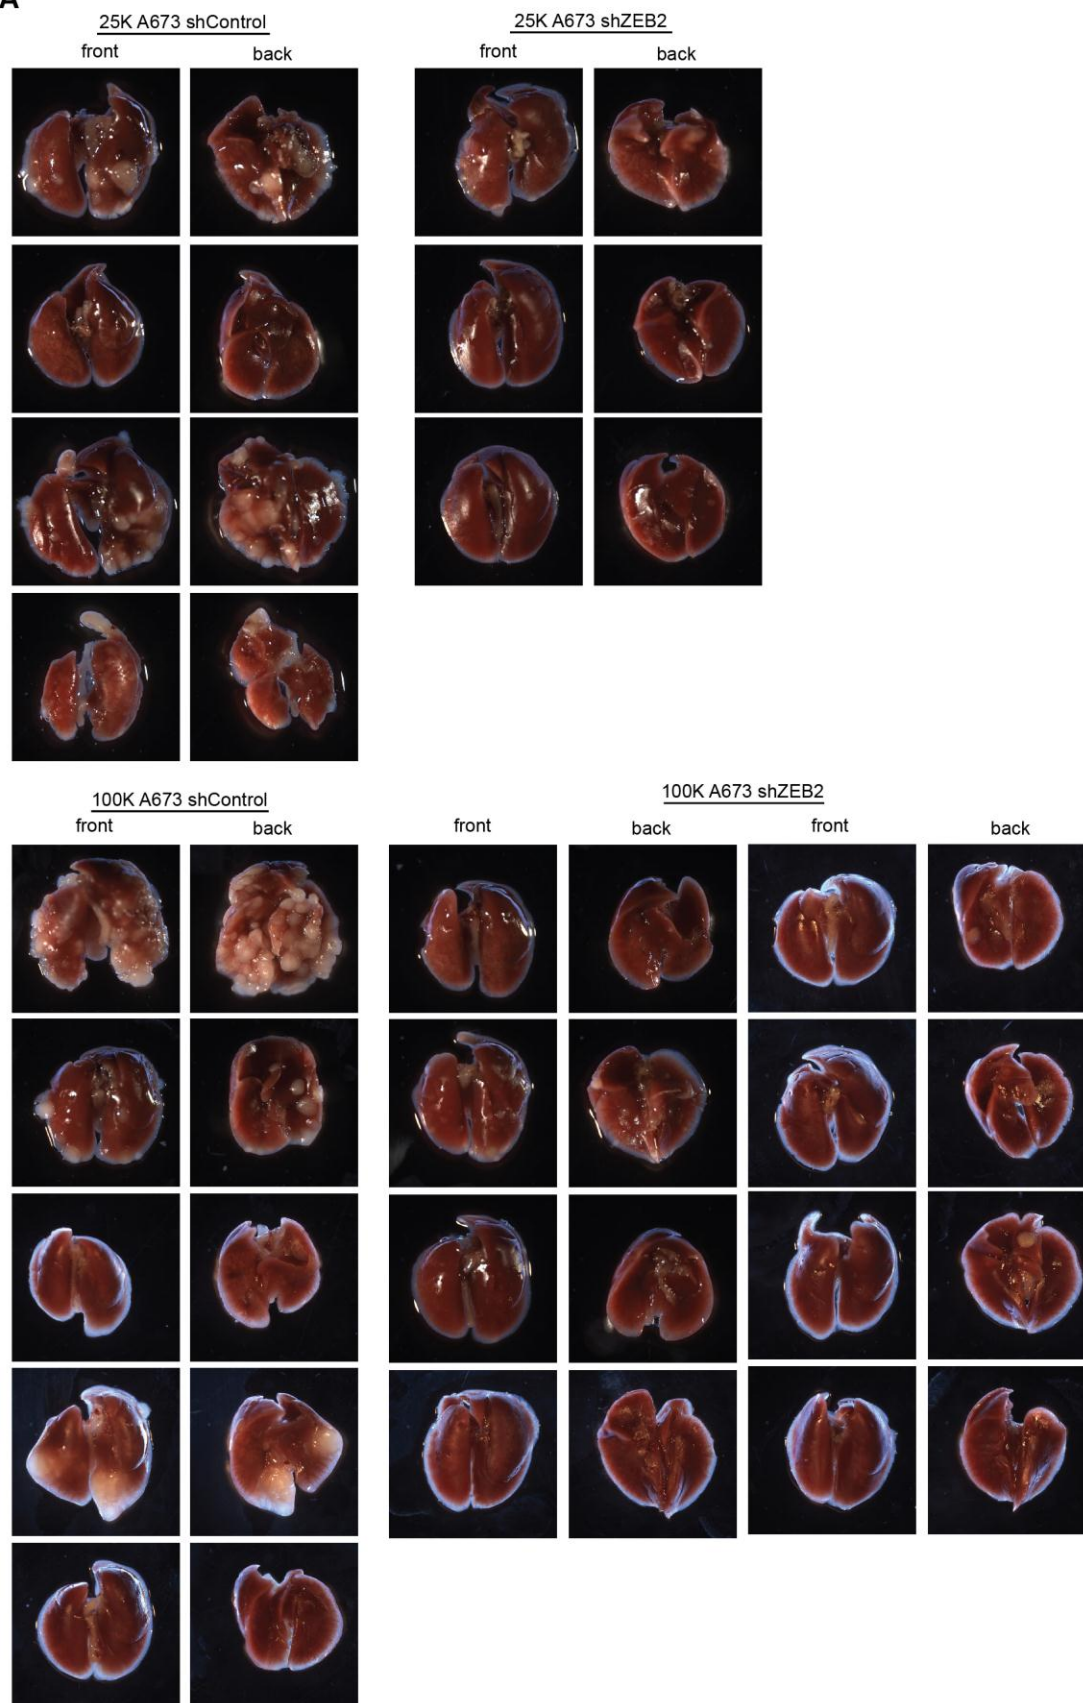 A
25K A673 shControl
front back
25K A673 shZEB2
front back
100K A673 shControl
front back
100K A673 shZEB2
front back front back